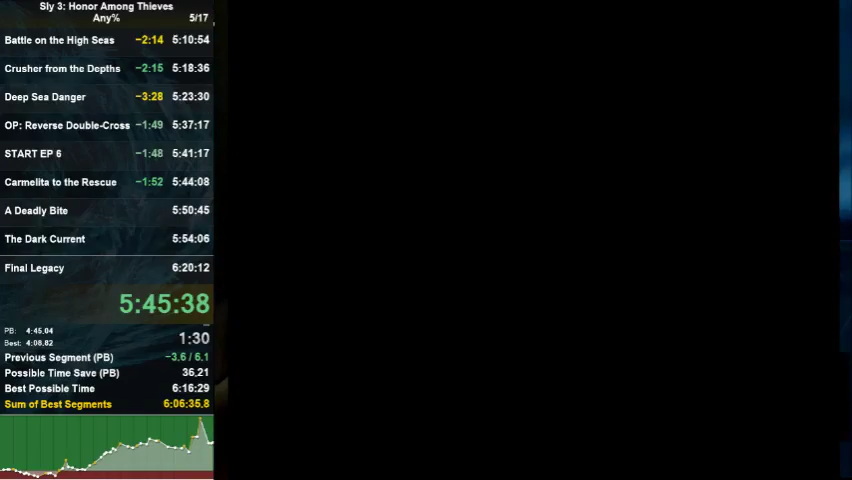 Sly 3: Honor Among Thieves
Any% 5/17
Battle on the High Seas −2:14 5:10:54
Crusher from the Depths −2:15 5:18:36
Deep Sea Danger −3:28 5:23:30
OP: Reverse Double-Cross −1:49 5:37:17
START EP 6 −1:48 5:41:17
Carmelita to the Rescue −1:52 5:44:08
A Deadly Bite 5:50:45
The Dark Current 5:54:06
Final Legacy 6:20:12
5:45:38
PB: 4:45.04
Best: 4:08.82
1:30
Previous Segment (PB) −3.6 / 6.1
Possible Time Save (PB) 36.21
Best Possible Time 6:16:29
Sum of Best Segments 6:06:35.8